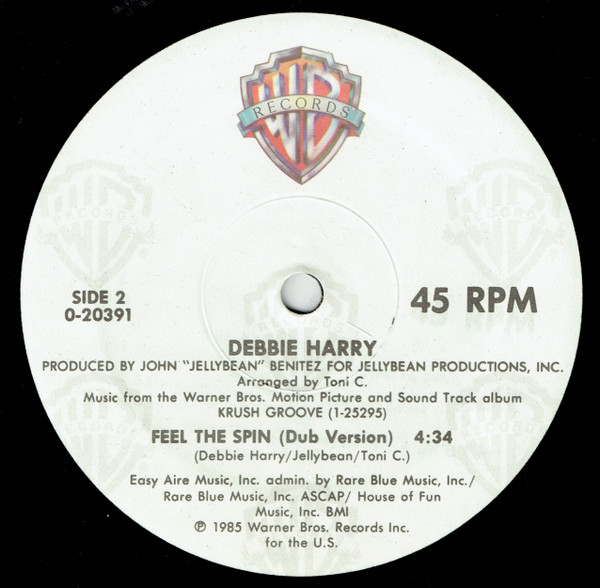 RECORDS
SIDE 2
0-20391
45 RPM
DEBBIE HARRY
PRODUCED BY JOHN "JELLYBEAN" BENITEZ FOR JELLYBEAN PRODUCTIONS, INC.
Arranged by Toni C.
Music from the Warner Bros. Motion Picture and Sound Track album
KRUSH GROOVE (1-25295)
FEEL THE SPIN (Dub Version) 4:34
(Debbie Harry/Jellybean/Toni C.)
Easy Aire Music, Inc. admin. by Rare Blue Music, Inc./
Rare Blue Music, Inc. ASCAP/ House of Fun
Music, Inc. BMI
℗ 1985 Warner Bros. Records Inc.
for the U.S.